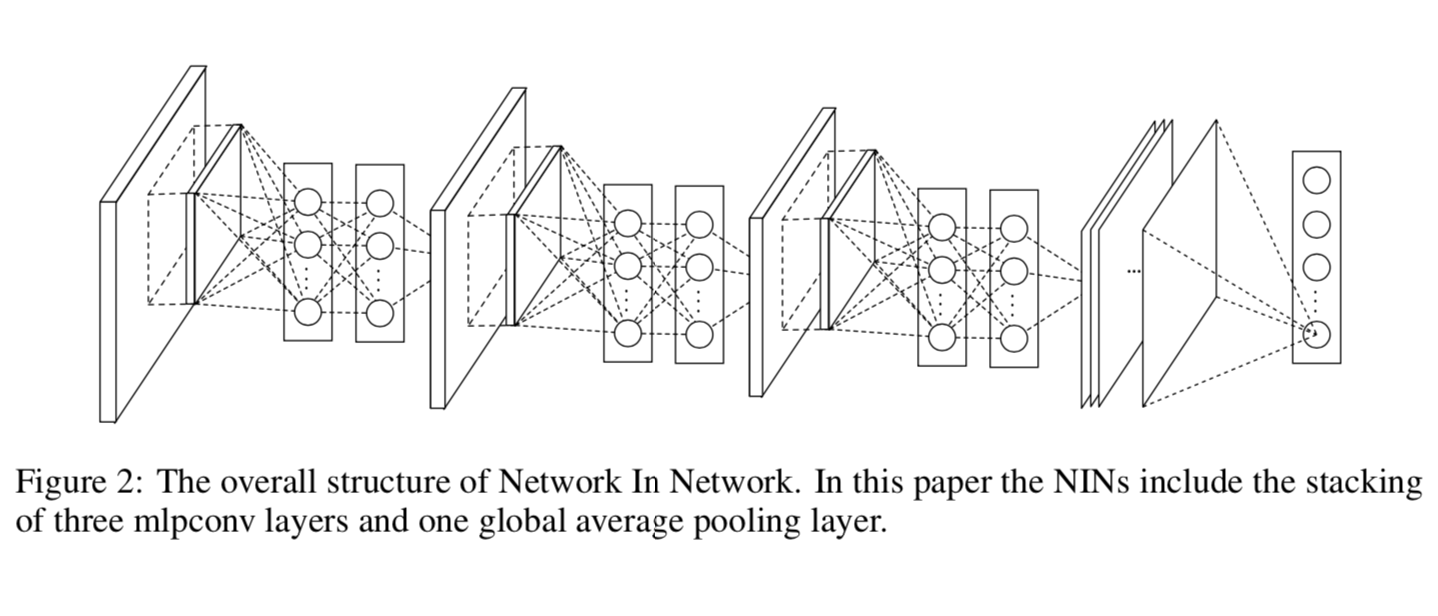 ...
Figure 2: The overall structure of Network In Network. In this paper the NINs include the stacking
of three mlpconv layers and one global average pooling layer.